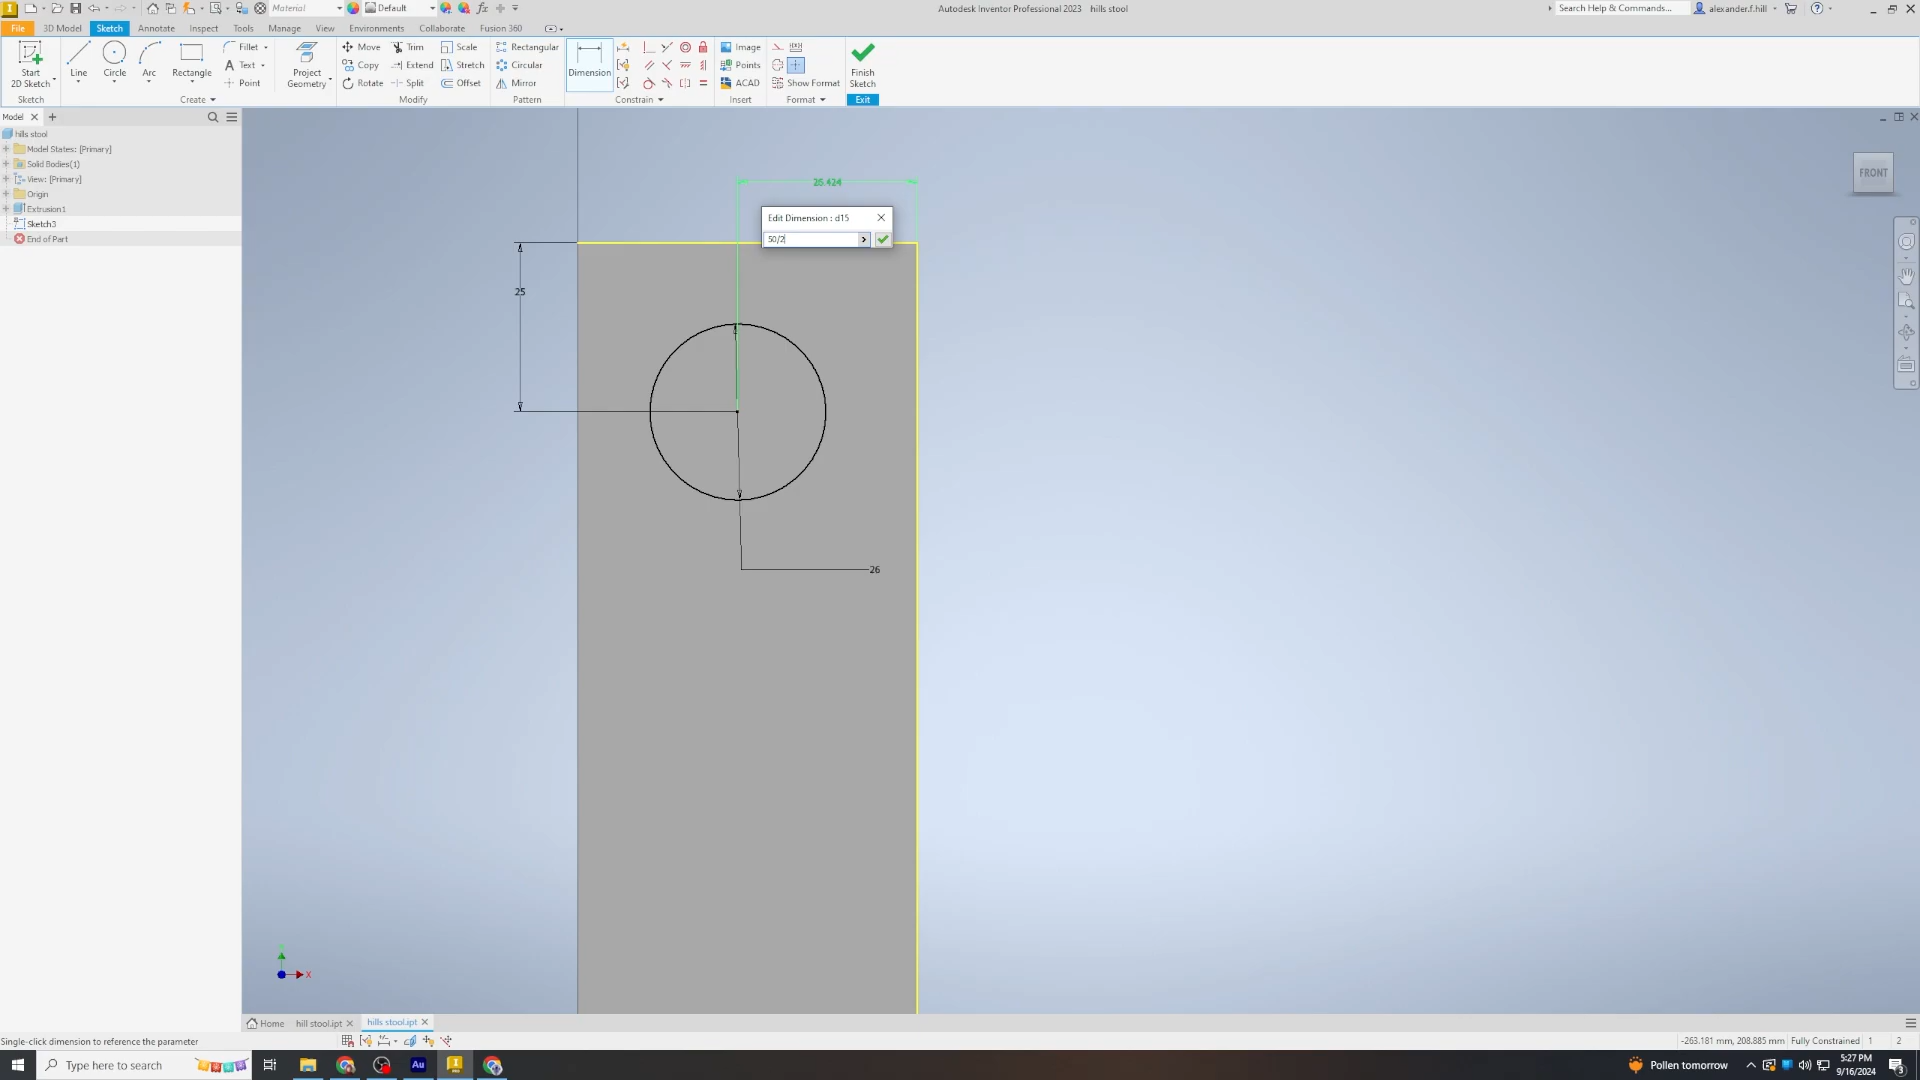 Material
Default
Autodesk Inventor Professional 2023 hills stool
Search Help & Commands...
alexander.f.hill
File 3D Model Sketch Annotate Inspect Tools Manage View Environments Collaborate Fusion 360
Start 2D Sketch
Line
Circle
Arc
Rectangle
Fillet
Text
Point
Project Geometry
Move Trim Scale
Copy Extend Stretch
Rotate Split Offset
Rectangular
Circular
Mirror
Dimension
Image
Points
ACAD
Show Format
Finish Sketch
Sketch Create Modify Pattern Constrain Insert Format Exit
Model
hills stool
Model States: [Primary]
Solid Bodies(1)
View: [Primary]
Origin
Extrusion1
Sketch3
End of Part
FRONT
25.424
Edit Dimension : d15
50/2
25
26
X
Home hill stool.ipt hills stool.ipt
Single-click dimension to reference the parameter
-263.181 mm, 208.885 mm Fully Constrained 1 2
Type here to search
Au
Pollen tomorrow
5:27 PM
9/16/2024
3